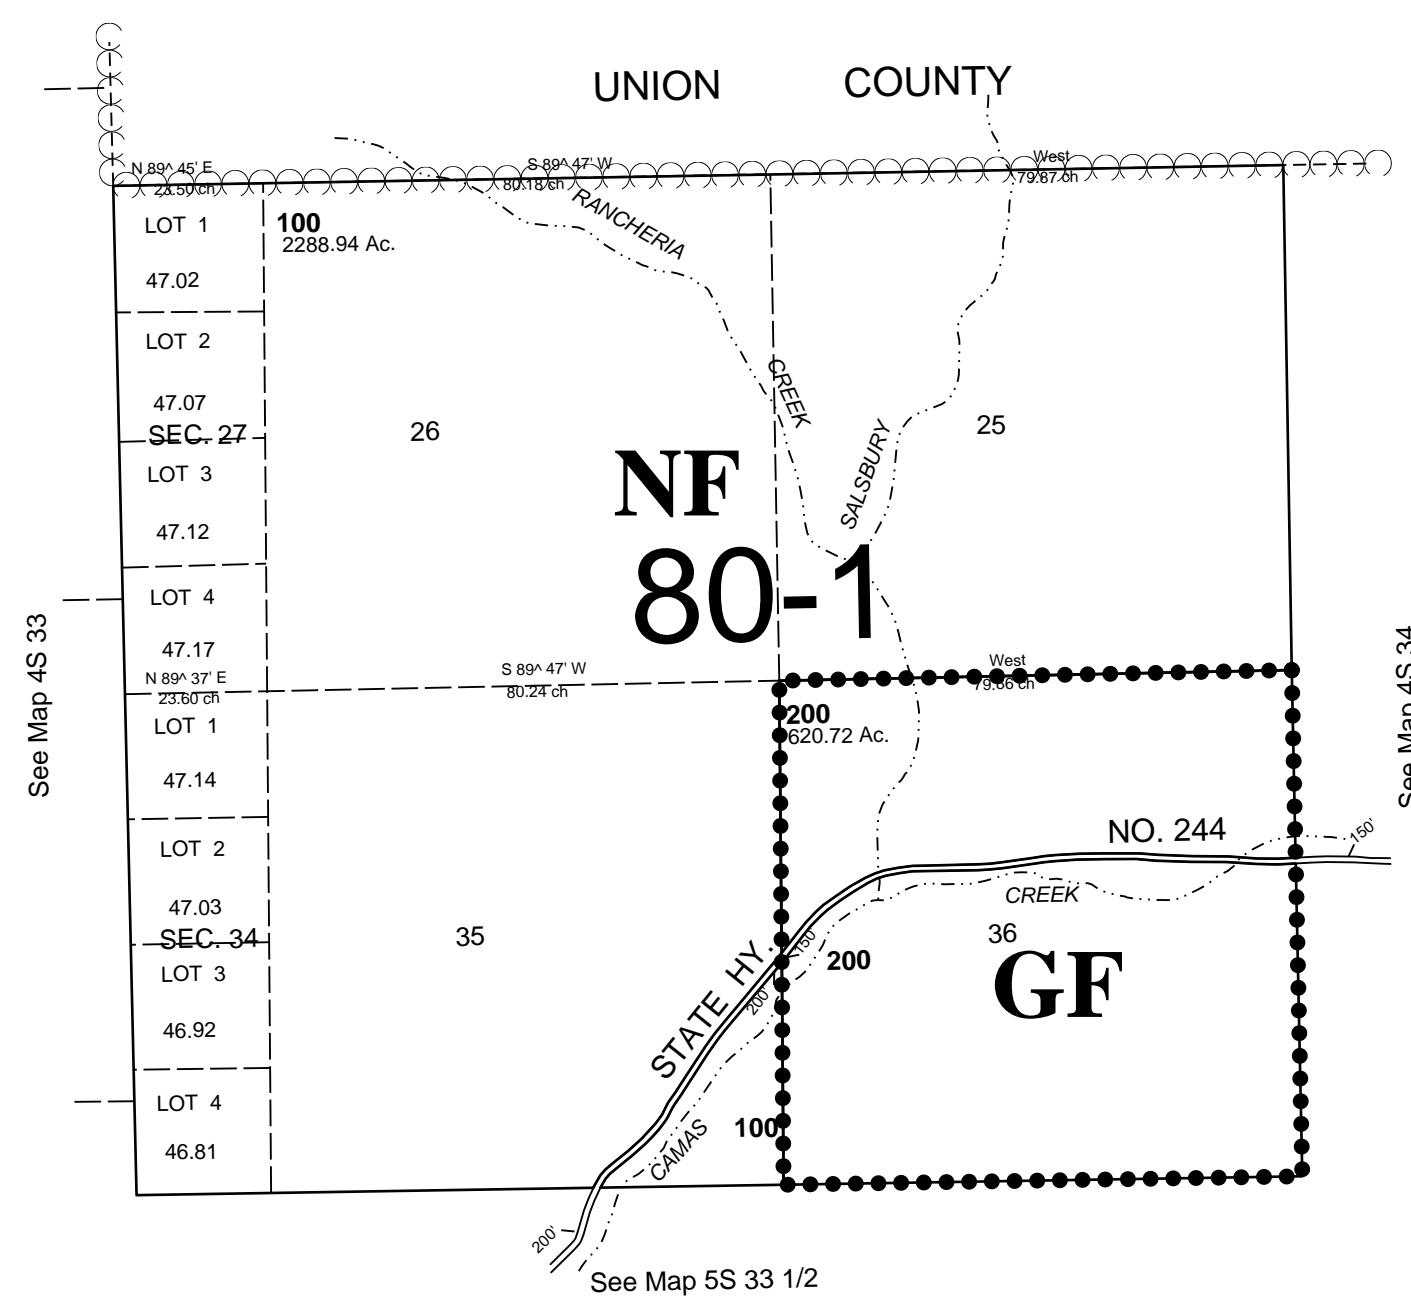 UNION COUNTY
N 89^ 45' E
23.50 ch
S 89^ 47' W
80.18 ch
West
79.87 ch
LOT 1
47.02
100
2288.94 Ac.
RANCHERIA
CREEK
LOT 2
47.07
SEC. 27
26
25
NF
SALSBURY
LOT 3
47.12
80-1
LOT 4
47.17
See Map 4S 33
See Map 4S 34
N 89^ 37' E
23.60 ch
S 89^ 47' W
80.24 ch
West
79.86 ch
LOT 1
47.14
200
620.72 Ac.
NO. 244
150'
LOT 2
47.03
SEC. 34
35
CREEK
36
GF
STATE HY.
150'
200'
200
LOT 3
46.92
LOT 4
46.81
100
CAMAS
200'
See Map 5S 33 1/2